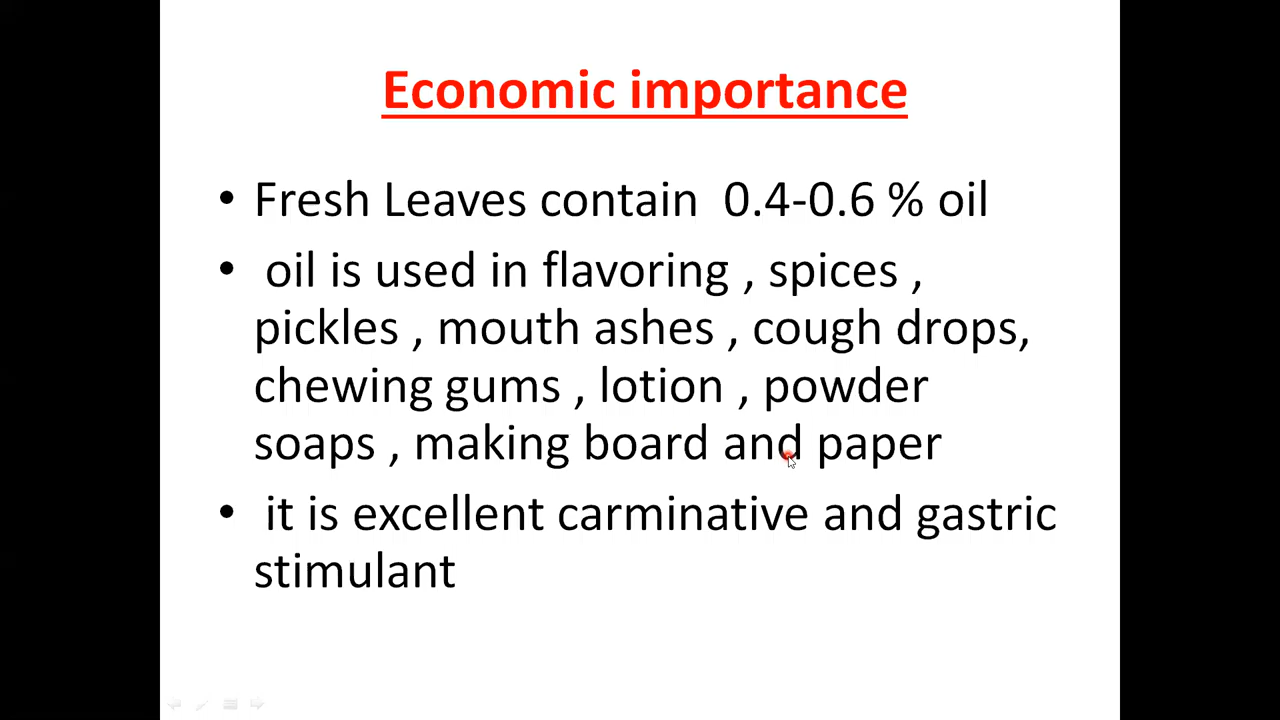 Economic importance
• Fresh Leaves contain 0.4-0.6 % oil
• oil is used in flavoring , spices ,
pickles , mouth ashes , cough drops,
chewing gums , lotion , powder
soaps , making board and paper
• it is excellent carminative and gastric
stimulant